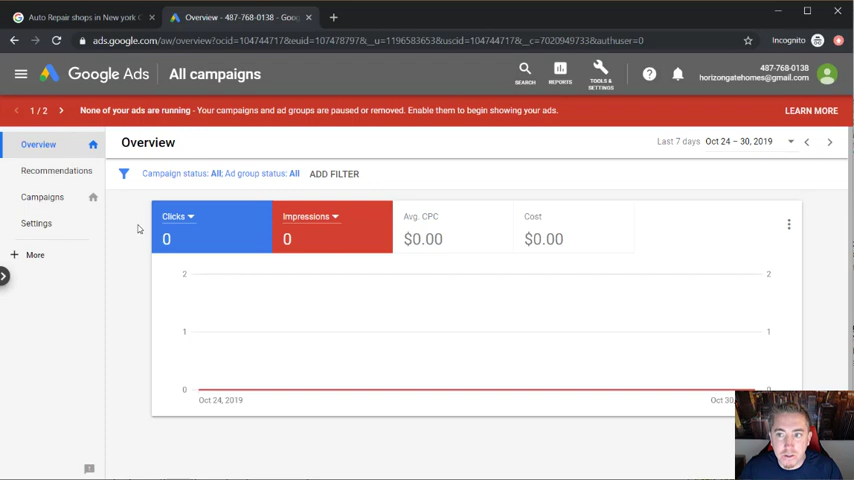 Auto Repair shops in New york C
Overview - 487-768-0138 - Goog
ads.google.com/aw/overview?ocid=104744717&euid=107478797&__u=1196583653&uscid=104744717&__c=7020949733&authuser=0
Incognito
Google Ads
All campaigns
SEARCH
REPORTS
TOOLS & SETTINGS
487-768-0138
horizongatehomes@gmail.com
1 / 2
None of your ads are running - Your campaigns and ad groups are paused or removed. Enable them to begin showing your ads.
LEARN MORE
Overview
Recommendations
Campaigns
Settings
+ More
Overview
Last 7 days Oct 24 – 30, 2019
Campaign status: All; Ad group status: All ADD FILTER
Clicks
0
Impressions
0
Avg. CPC
$0.00
Cost
$0.00
2 2
1 1
0 0
Oct 24, 2019
Oct 30,